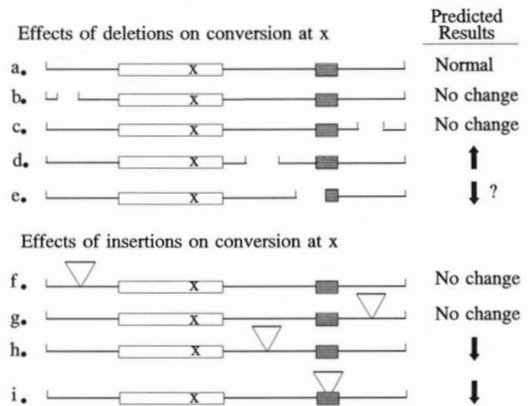 Predicted
Results
Effects of deletions on conversion at x
a. x Normal
b. x No change
c. x No change
d. x
e. x ?
Effects of insertions on conversion at x
f. x No change
g. x No change
h. x
i. x